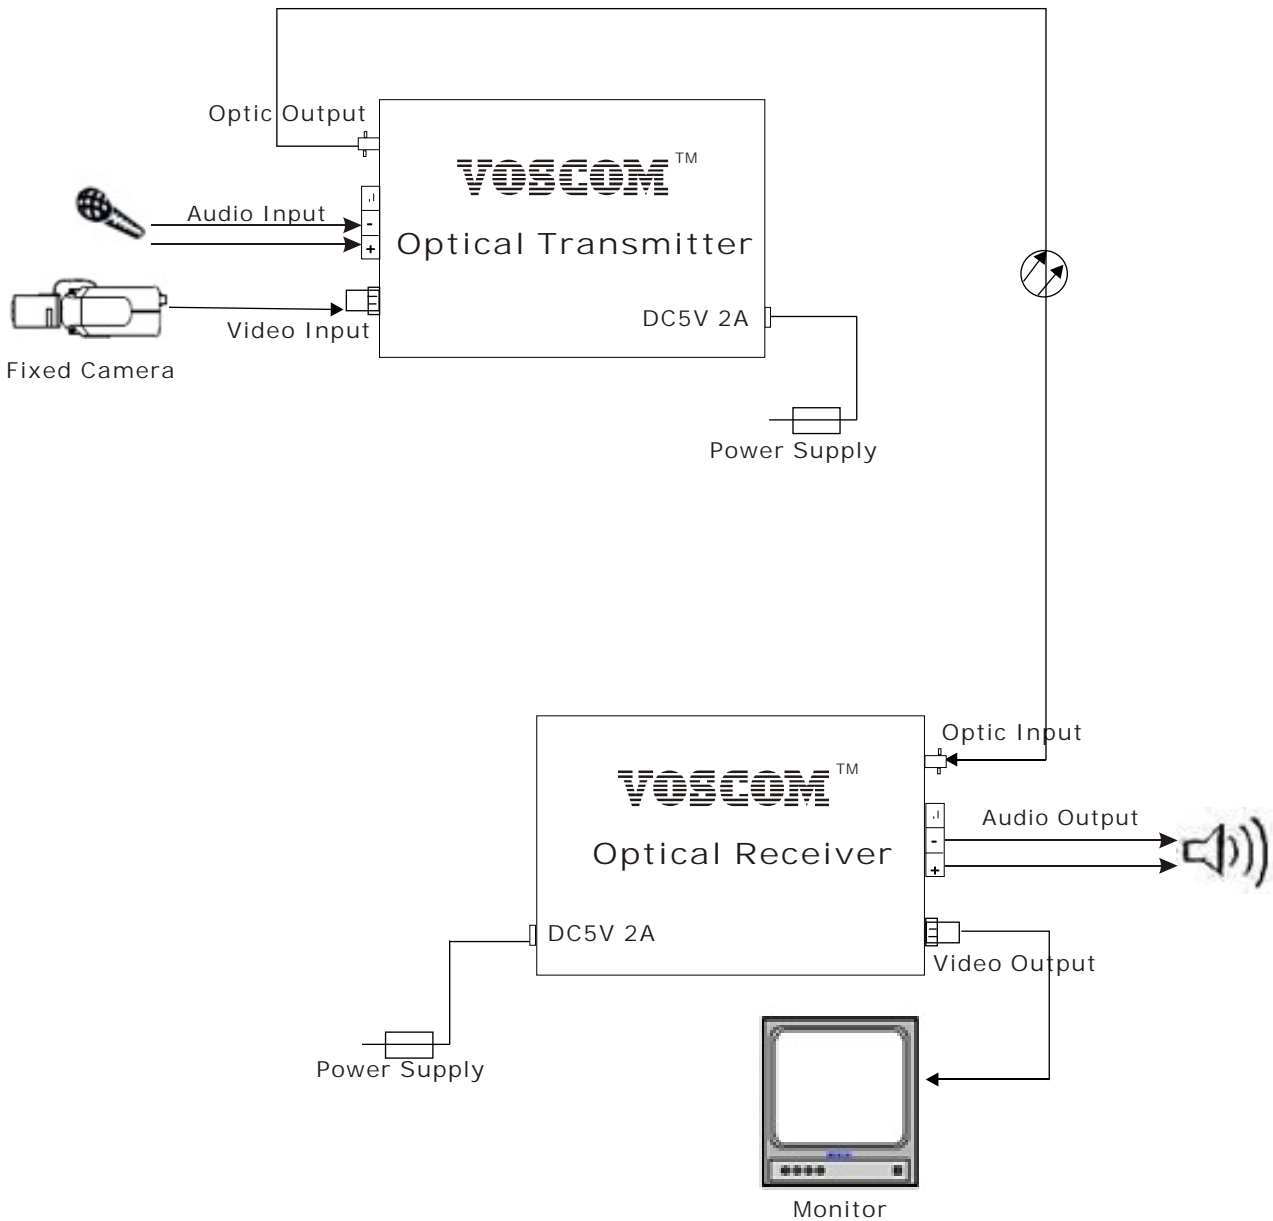 Optic Output
VOSCOM™
Audio Input
-
+
Optical Transmitter
DC5V 2A
Video Input
Fixed Camera
Power Supply
Optic Input
VOSCOM™
Audio Output
-
+
Optical Receiver
DC5V 2A
Video Output
Power Supply
Monitor